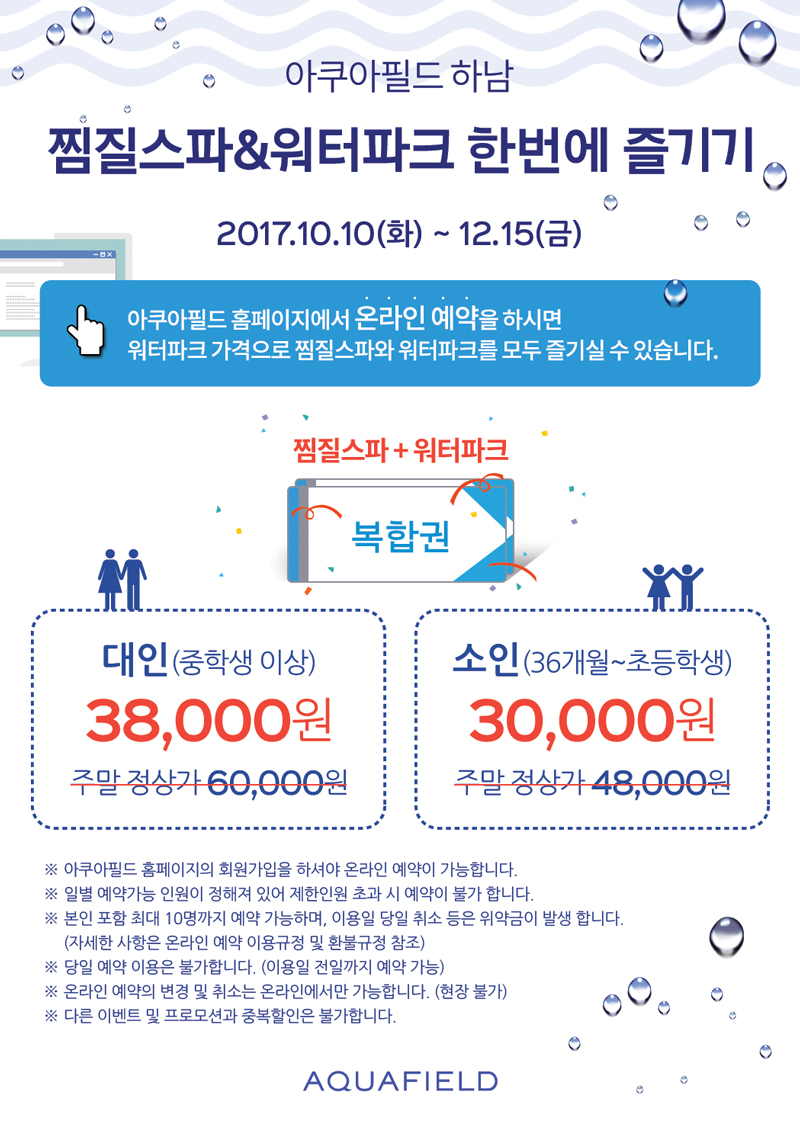 아쿠아필드 하남
찜질스파&워터파크 한번에 즐기기
2017.10.10(화) ~ 12.15(금)
아쿠아필드 홈페이지에서 온라인 예약을 하시면
워터파크 가격으로 찜질스파와 워터파크를 모두 즐기실 수 있습니다.
찜질스파 + 워터파크
복합권
대인(중학생 이상)
38,000원
주말 정상가 60,000원
소인(36개월~초등학생)
30,000원
주말 정상가 48,000원
※ 아쿠아필드 홈페이지의 회원가입을 하셔야 온라인 예약이 가능합니다.
※ 일별 예약가능 인원이 정해져 있어 제한인원 초과 시 예약이 불가 합니다.
※ 본인 포함 최대 10명까지 예약 가능하며, 이용일 당일 취소 등은 위약금이 발생 합니다.
(자세한 사항은 온라인 예약 이용규정 및 환불규정 참조)
※ 당일 예약 이용은 불가합니다. (이용일 전일까지 예약 가능)
※ 온라인 예약의 변경 및 취소는 온라인에서만 가능합니다. (현장 불가)
※ 다른 이벤트 및 프로모션과 중복할인은 불가합니다.
AQUAFIELD